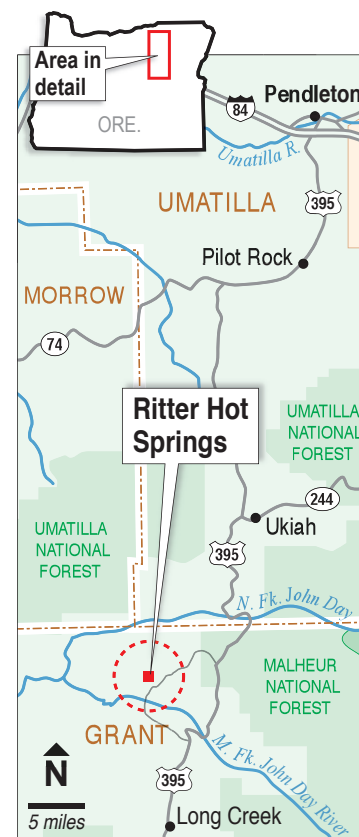 Area in
detail
ORE.
84
Pendleton
Umatilla R.
UMATILLA
395
Pilot Rock
MORROW
74
Ritter Hot
Springs
UMATILLA
NATIONAL
FOREST
244
Ukiah
UMATILLA
NATIONAL
FOREST
395
N. Fk. John Day
MALHEUR
NATIONAL
FOREST
GRANT
M. Fk. John Day River
N
395
5 miles
Long Creek